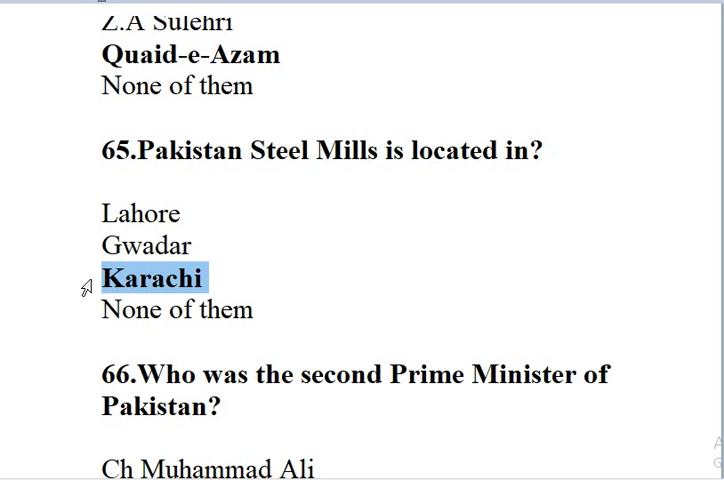 Z.A Sulehri
Quaid-e-Azam
None of them
65.Pakistan Steel Mills is located in?
Lahore
Gwadar
Karachi
None of them
66.Who was the second Prime Minister of
Pakistan?
Ch Muhammad Ali